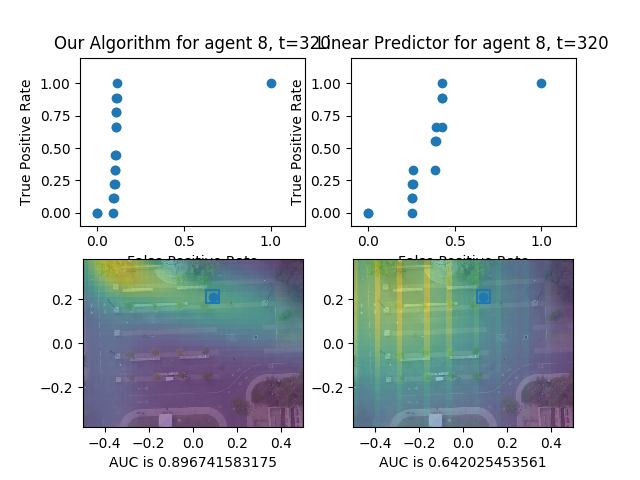 Our Algorithm for agent 8, t=320
Linear Predictor for agent 8, t=320
True Positive Rate
1.00
0.75
0.50
0.25
0.00
0.0 0.5 1.0
False Positive Rate
True Positive Rate
1.00
0.75
0.50
0.25
0.00
0.0 0.5 1.0
False Positive Rate
0.2
0.0
−0.2
−0.4 −0.2 0.0 0.2 0.4
AUC is 0.896741583175
0.2
0.0
−0.2
−0.4 −0.2 0.0 0.2 0.4
AUC is 0.642025453561